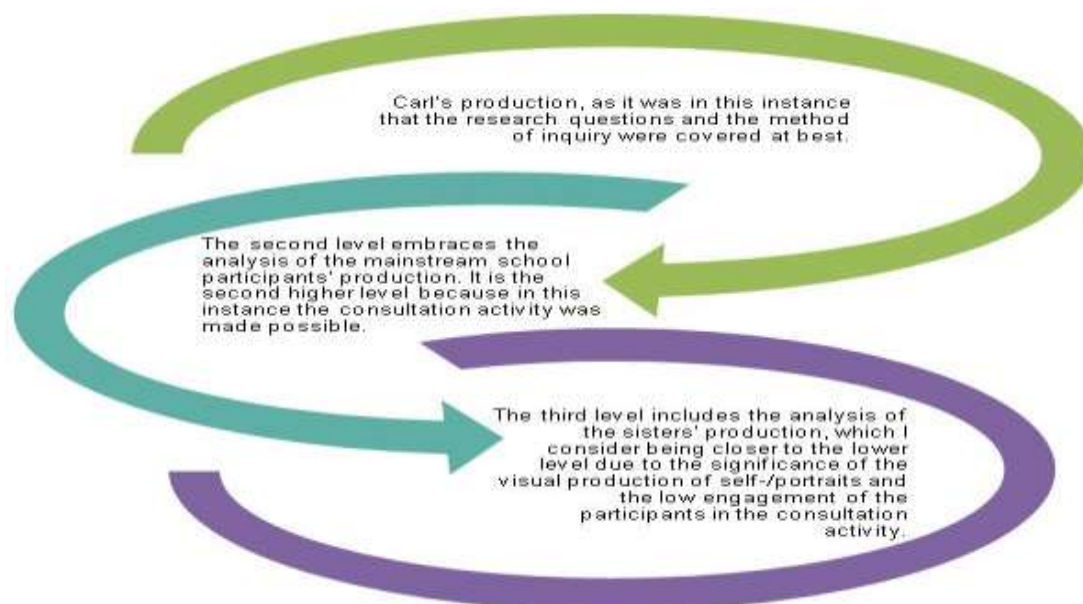 Carl's production, as it was in this instance
that the research questions and the method
of inquiry were covered at best.
The second level embraces the
analysis of the mainstream school
participants' production. It is the
second higher level because in this
instance the consultation activity was
made possible.
The third level includes the analysis of
the sisters' production, which I
consider being closer to the lower
level due to the significance of the
visual production of self-/portraits and
the low engagement of the
participants in the consultation
activity.